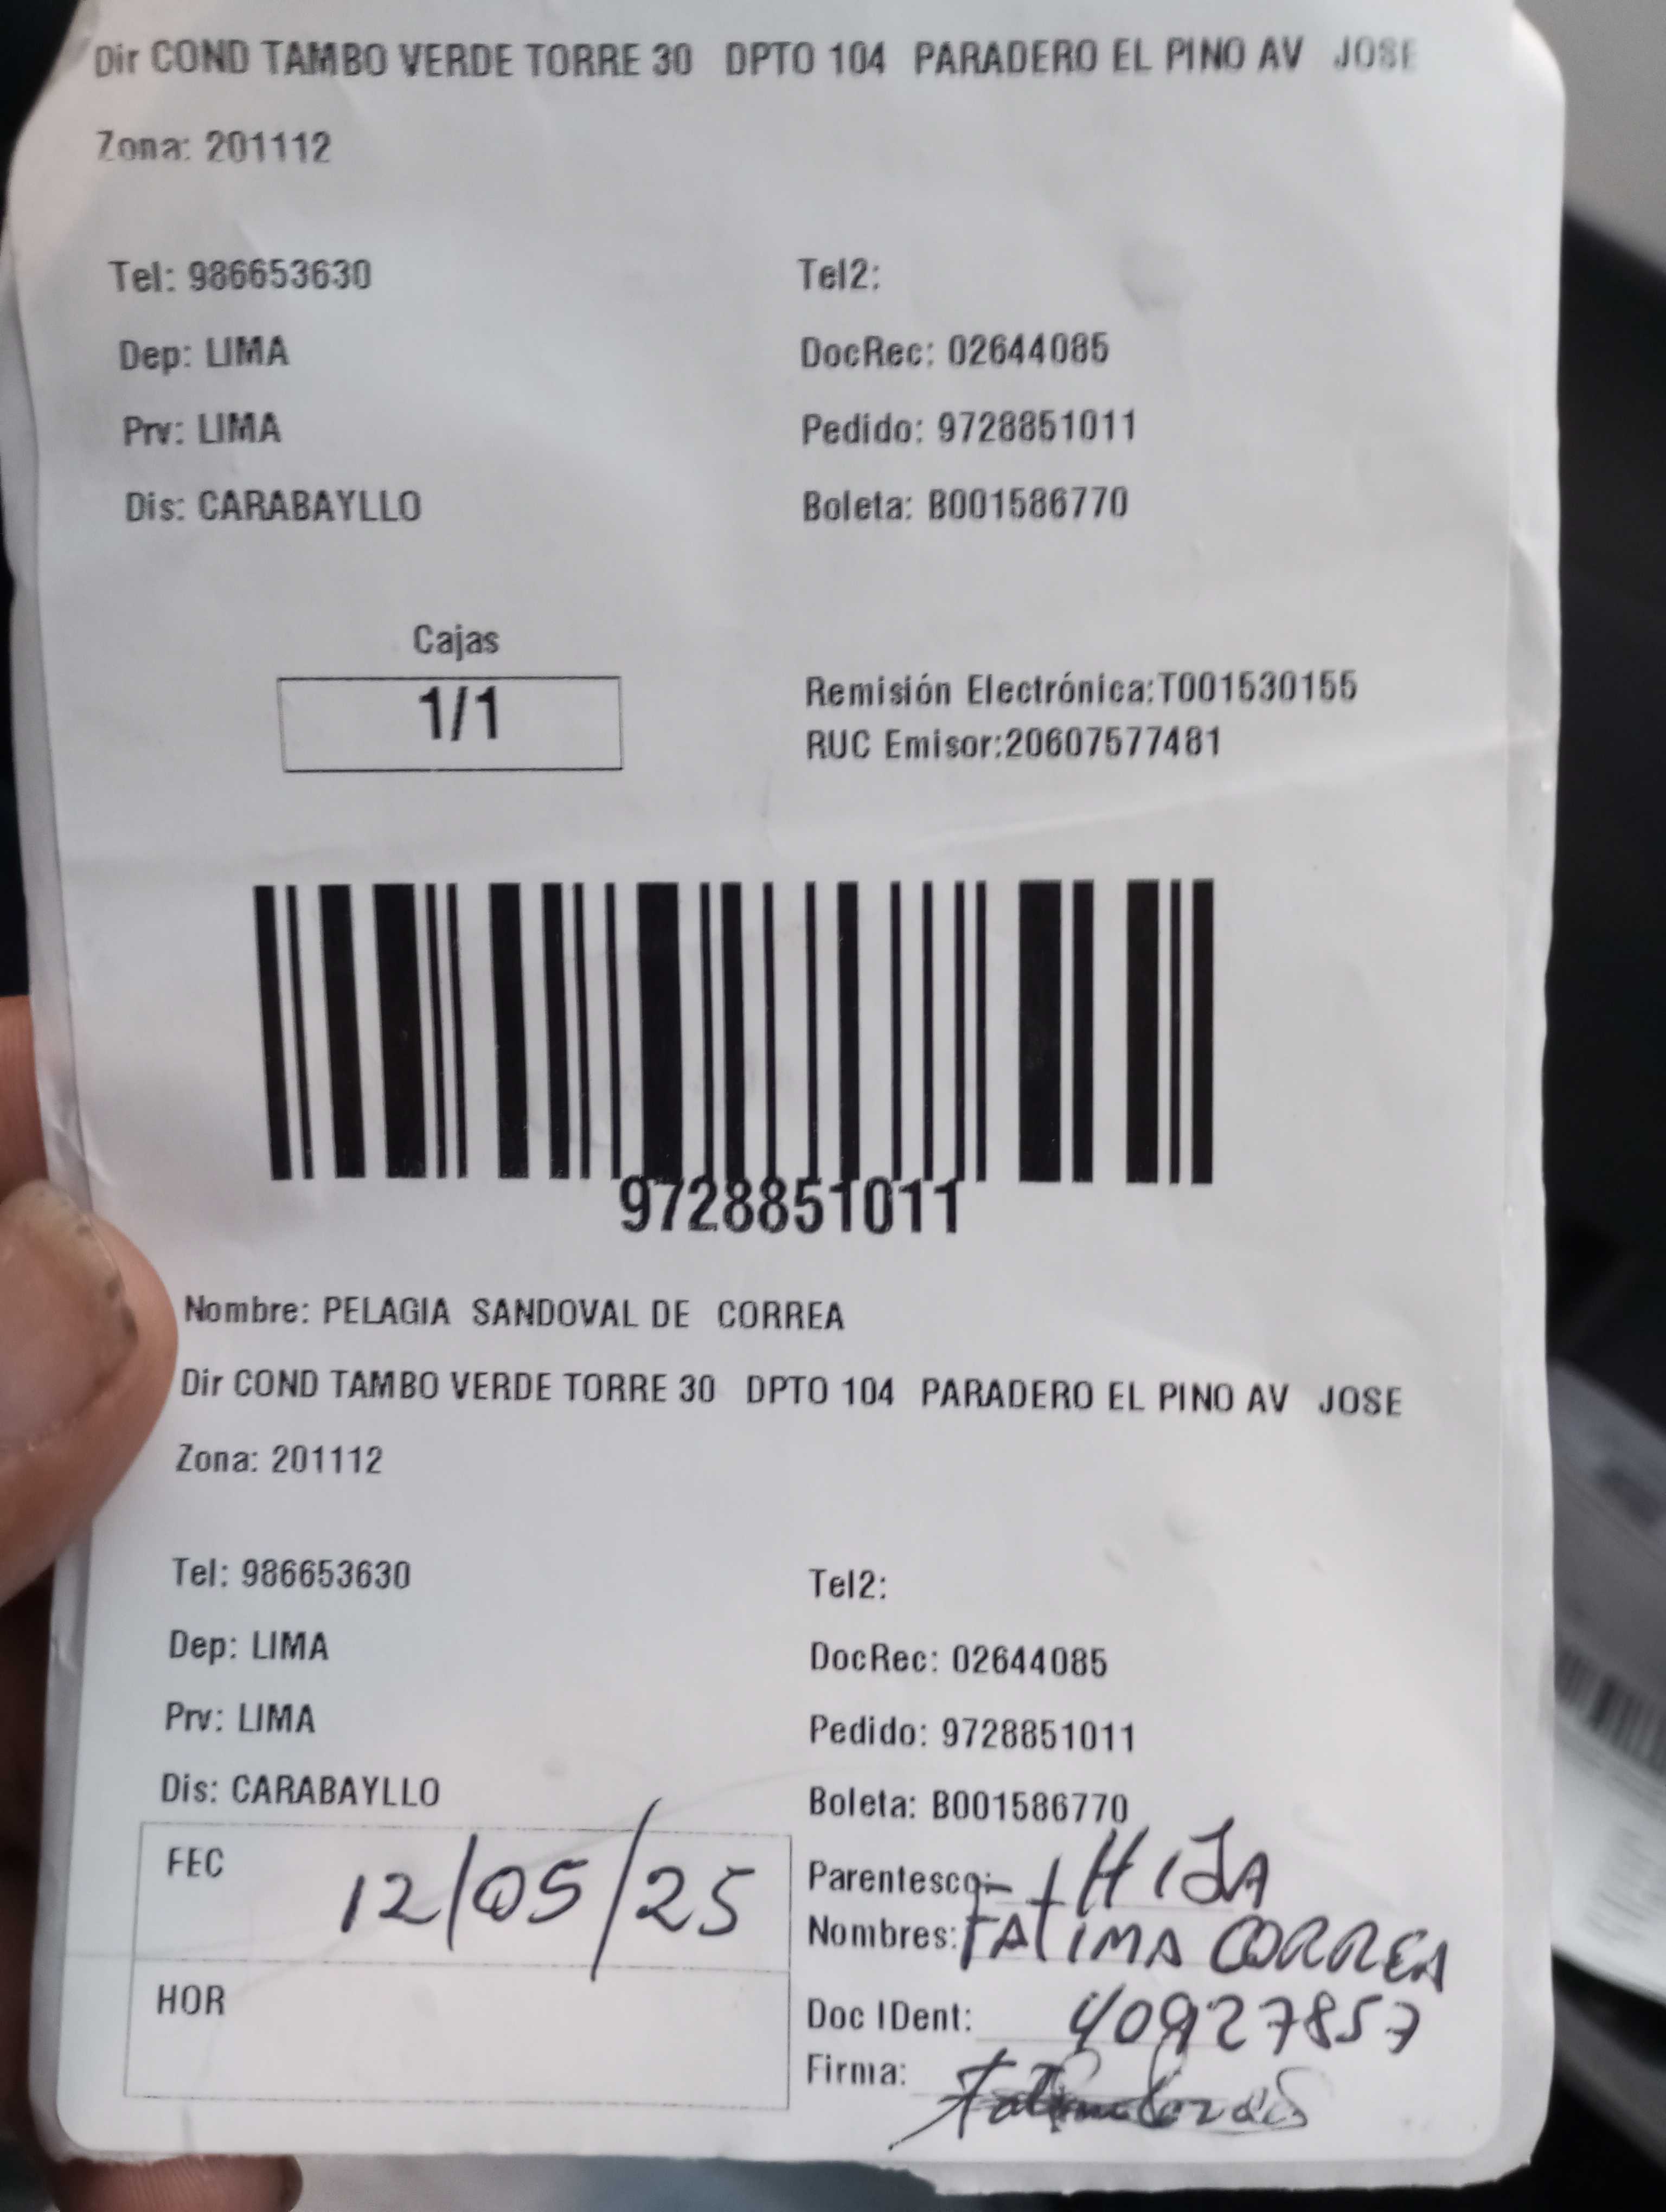 Dir COND TAMBO VERDE TORRE 30 DPTO 104 PARADERO EL PINO AV JOSE
Zona: 201112
Tel: 986653630 Tel2:
Dep: LIMA DocRec: 02644085
Prv: LIMA Pedido: 9728851011
Dis: CARABAYLLO Boleta: B001586770
Cajas
1/1
Remisión Electrónica:T001530155
RUC Emisor:20607577481
9728851011
Nombre: PELAGIA SANDOVAL DE CORREA
Dir COND TAMBO VERDE TORRE 30 DPTO 104 PARADERO EL PINO AV JOSE
Zona: 201112
Tel: 986653630 Tel2:
Dep: LIMA DocRec: 02644085
Prv: LIMA Pedido: 9728851011
Dis: CARABAYLLO Boleta: B001586770
FEC 12/05/25
HOR
Parentesco: HIJA
Nombres: FATIMA CORREA
Doc IDent: 40927857
Firma: